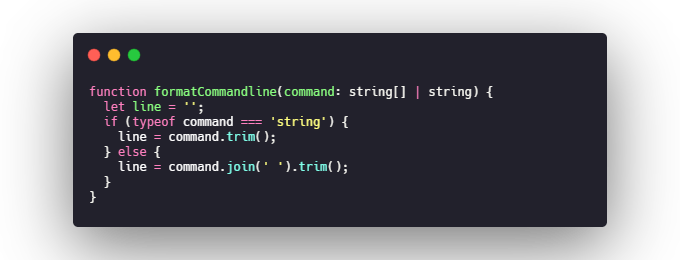 function formatCommandline(command: string[] | string) {
  let line = '';
  if (typeof command === 'string') {
    line = command.trim();
  } else {
    line = command.join(' ').trim();
  }
}